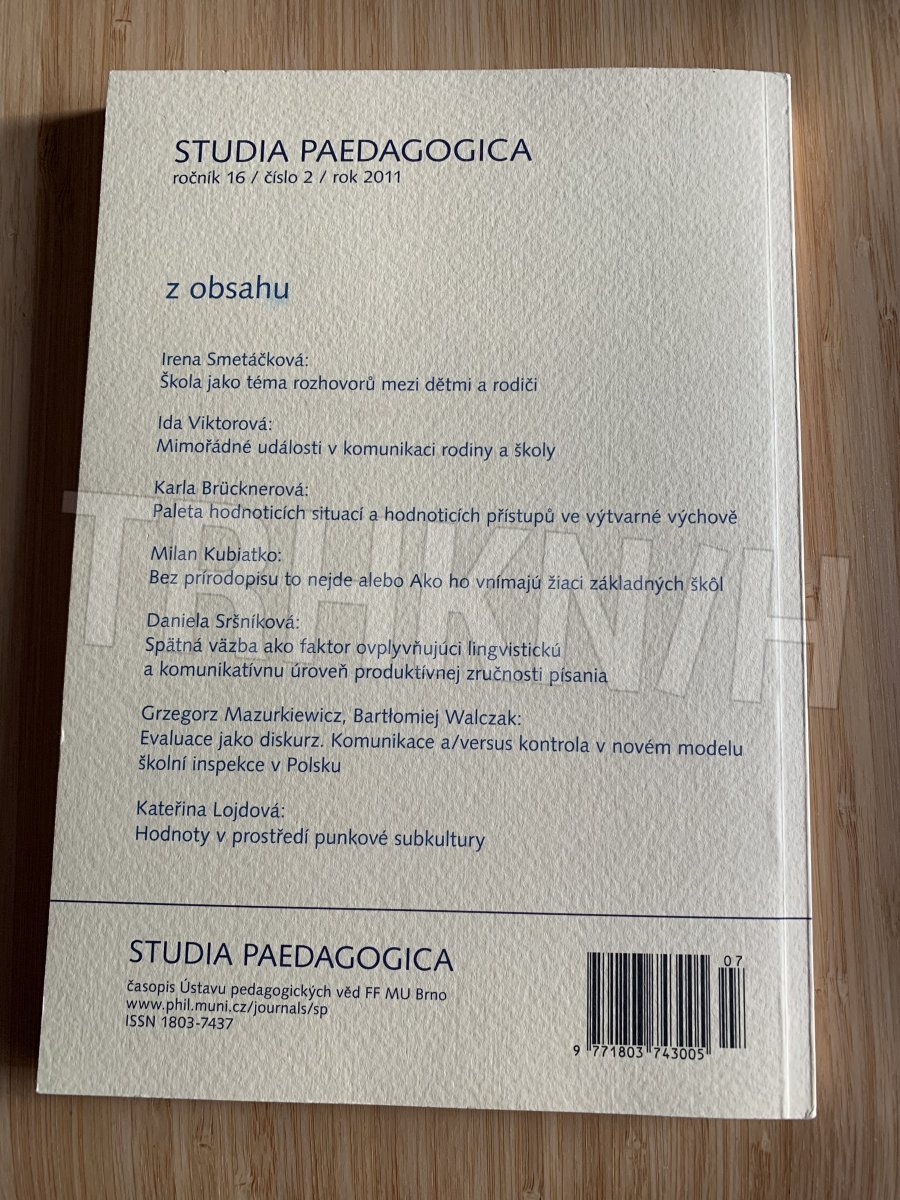 STUDIA PAEDAGOGICA
ročník 16 / číslo 2 / rok 2011
z obsahu
Irena Smetáčková:
Škola jako téma rozhovorů mezi dětmi a rodiči
Ida Viktorová:
Mimořádné události v komunikaci rodiny a školy
Karla Brücknerová:
Paleta hodnoticích situací a hodnoticích přístupů ve výtvarné výchově
Milan Kubiatko:
Bez prírodopisu to nejde alebo Ako ho vnímajú žiaci základných škôl
Daniela Sršníková:
Spätná väzba ako faktor ovplyvňujúci lingvistickú
a komunikatívnu úroveň produktívnej zručnosti písania
Grzegorz Mazurkiewicz, Bartłomiej Walczak:
Evaluace jako diskurz. Komunikace a/versus kontrola v novém modelu
školní inspekce v Polsku
Kateřina Lojdová:
Hodnoty v prostředí punkové subkultury
TRHKNIH
STUDIA PAEDAGOGICA
časopis Ústavu pedagogických věd FF MU Brno
www.phil.muni.cz/journals/sp
ISSN 1803-7437
07
9 771803 743005